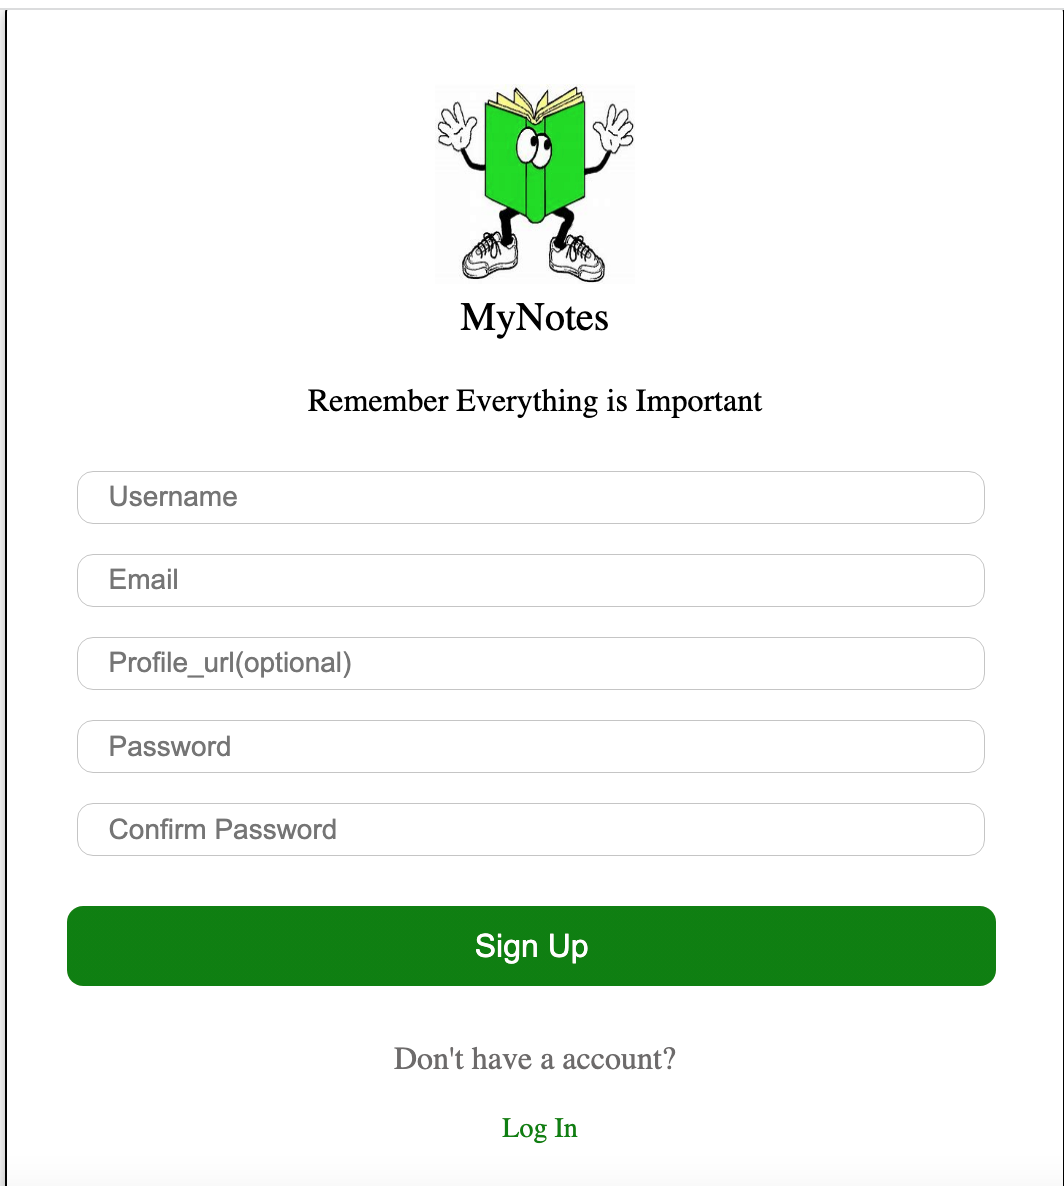 MyNotes
Remember Everything is Important
Username
Email
Profile_url(optional)
Password
Confirm Password
Sign Up
Don't have a account?
Log In